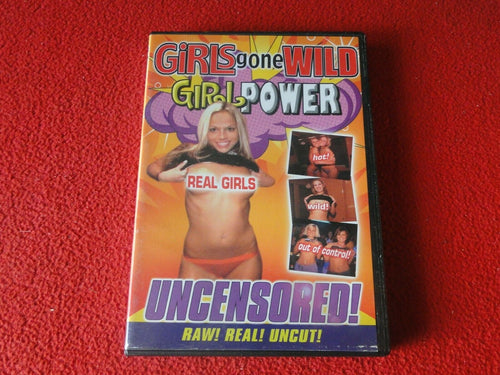 GiRLS gone WILD
GiRL POWER
REAL GIRLS
hot!
wild!
out of control!
UNCENSORED!
RAW! REAL! UNCUT!